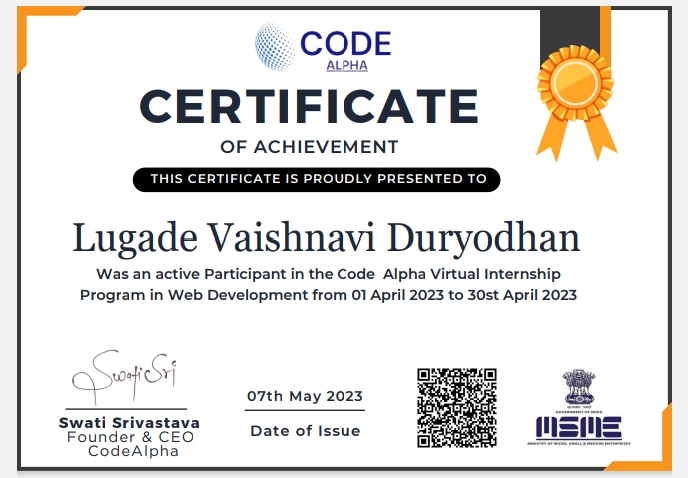 CODE
ALPHA
CERTIFICATE
OF ACHIEVEMENT
THIS CERTIFICATE IS PROUDLY PRESENTED TO
Lugade Vaishnavi Duryodhan
Was an active Participant in the Code Alpha Virtual Internship
Program in Web Development from 01 April 2023 to 30st April 2023
SwatiSri
Swati Srivastava
Founder & CEO
CodeAlpha
07th May 2023
Date of Issue
GOVERNMENT OF INDIA
MSME
MINISTRY OF MICRO, SMALL & MEDIUM ENTERPRISES